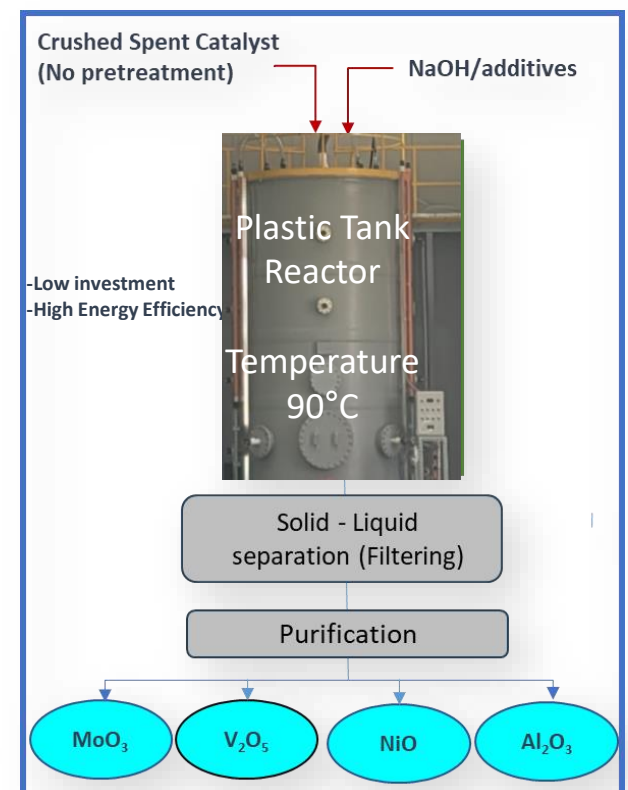 Crushed Spent Catalyst
(No pretreatment)
NaOH/additives
Plastic Tank
Reactor
-Low investment
-High Energy Efficiency
Temperature
90°C
Solid - Liquid
separation (Filtering)
Purification
MoO₃
V₂O₅
NiO
Al₂O₃